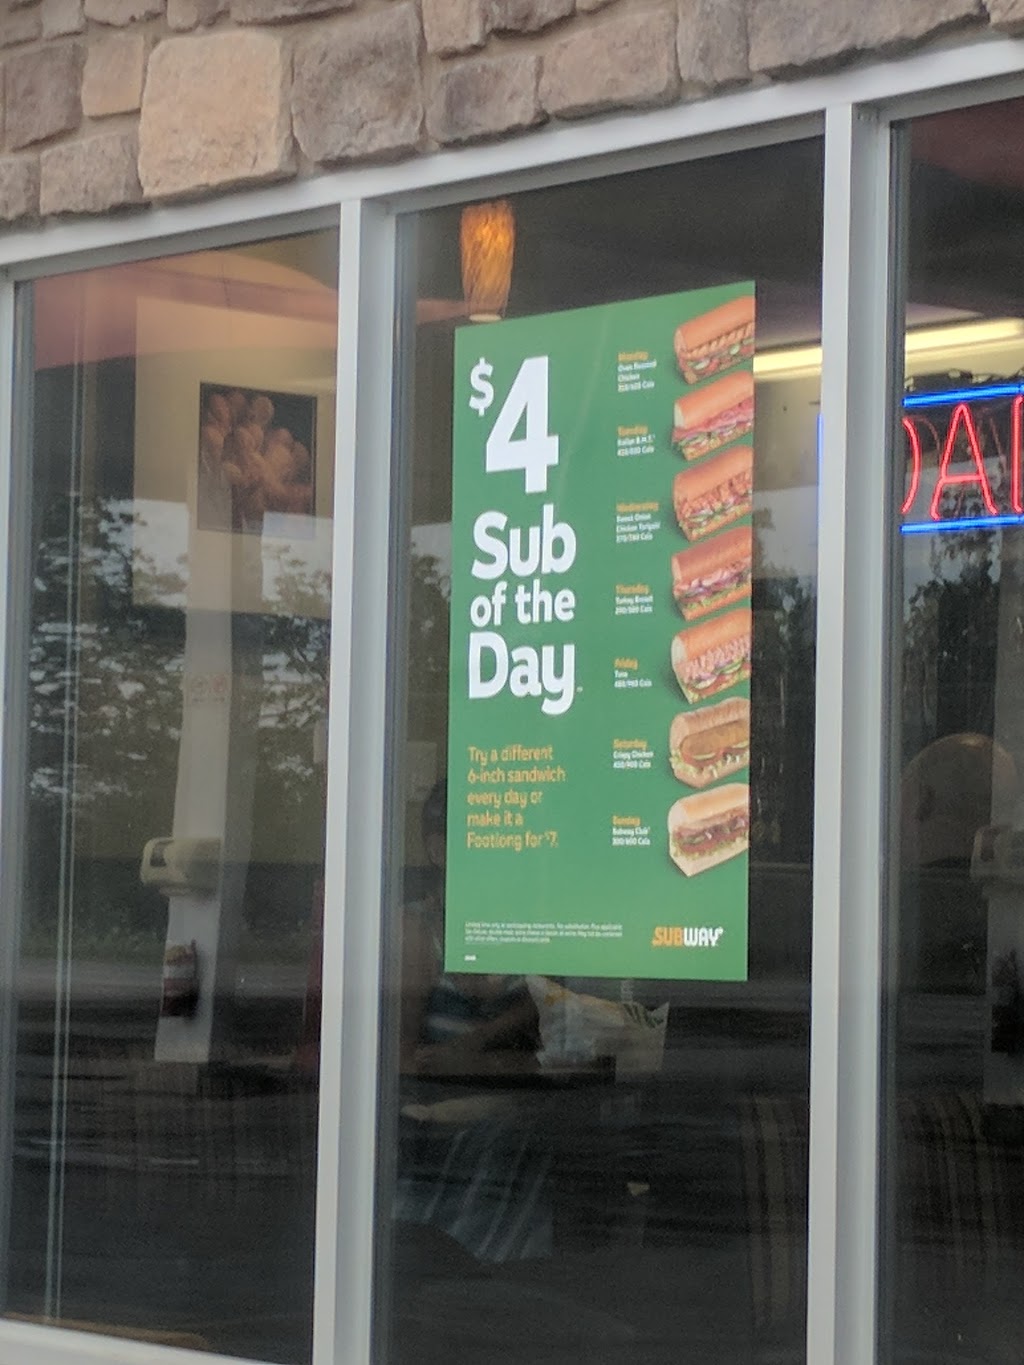 $4
Sub
of the
Day
Try a different
6-inch sandwich
every day or
make it a
Footlong for $7.
Monday
Oven Roasted
Chicken
Tuesday
Italian B.M.T.
Wednesday
Sweet Onion
Chicken Teriyaki
Thursday
Turkey Breast
Friday
Tuna
Saturday
Crispy Chicken
Sunday
Subway Club
SUBWAY